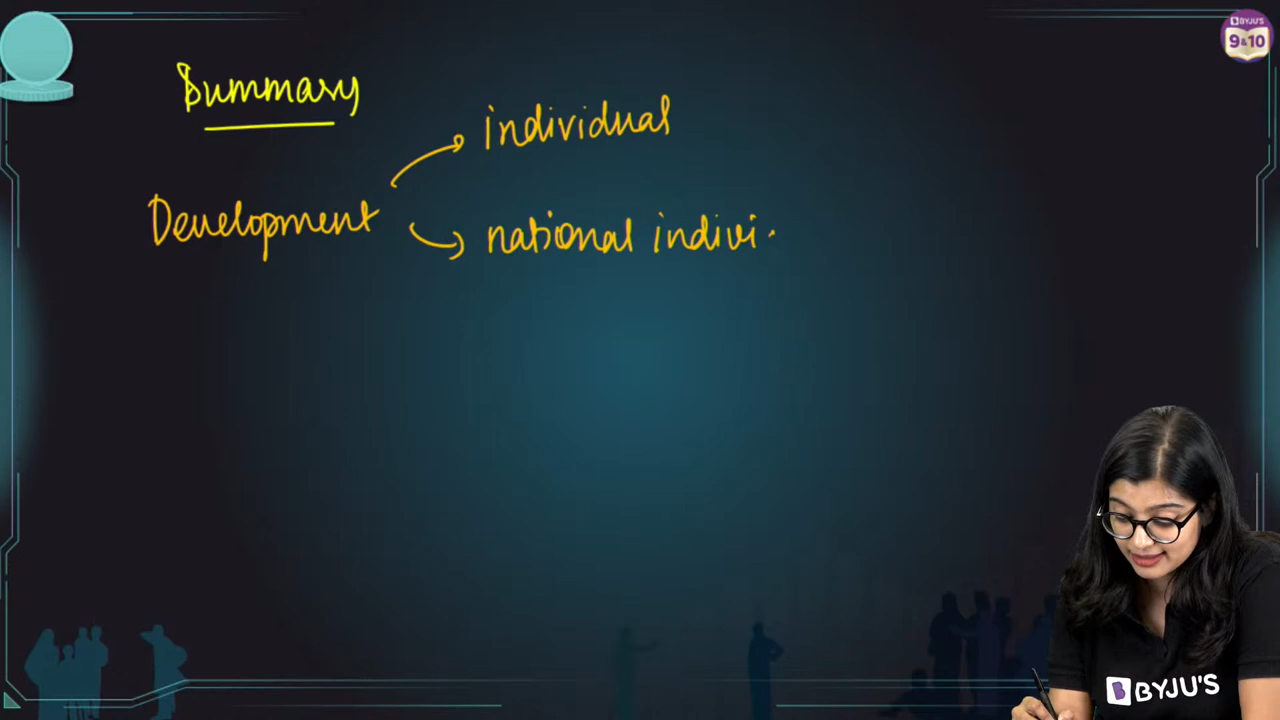 BYJU'S
9&10
Summary
individual
Development
national indivi
BYJU'S